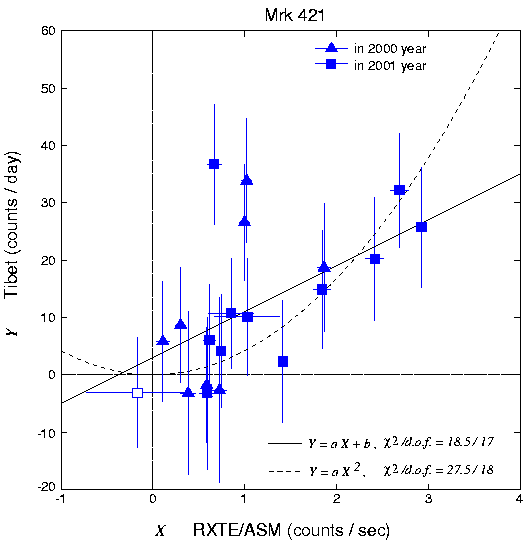 Mrk 421
60
50
40
30
20
10
0
-10
-20
Y Tibet (counts / day)
in 2000 year
in 2001 year
Y = a X + b , χ2 /d.o.f. = 18.5 / 17
Y = a X 2 , χ2 /d.o.f. = 27.5 / 18
-1 0 1 2 3 4
X RXTE/ASM (counts / sec)